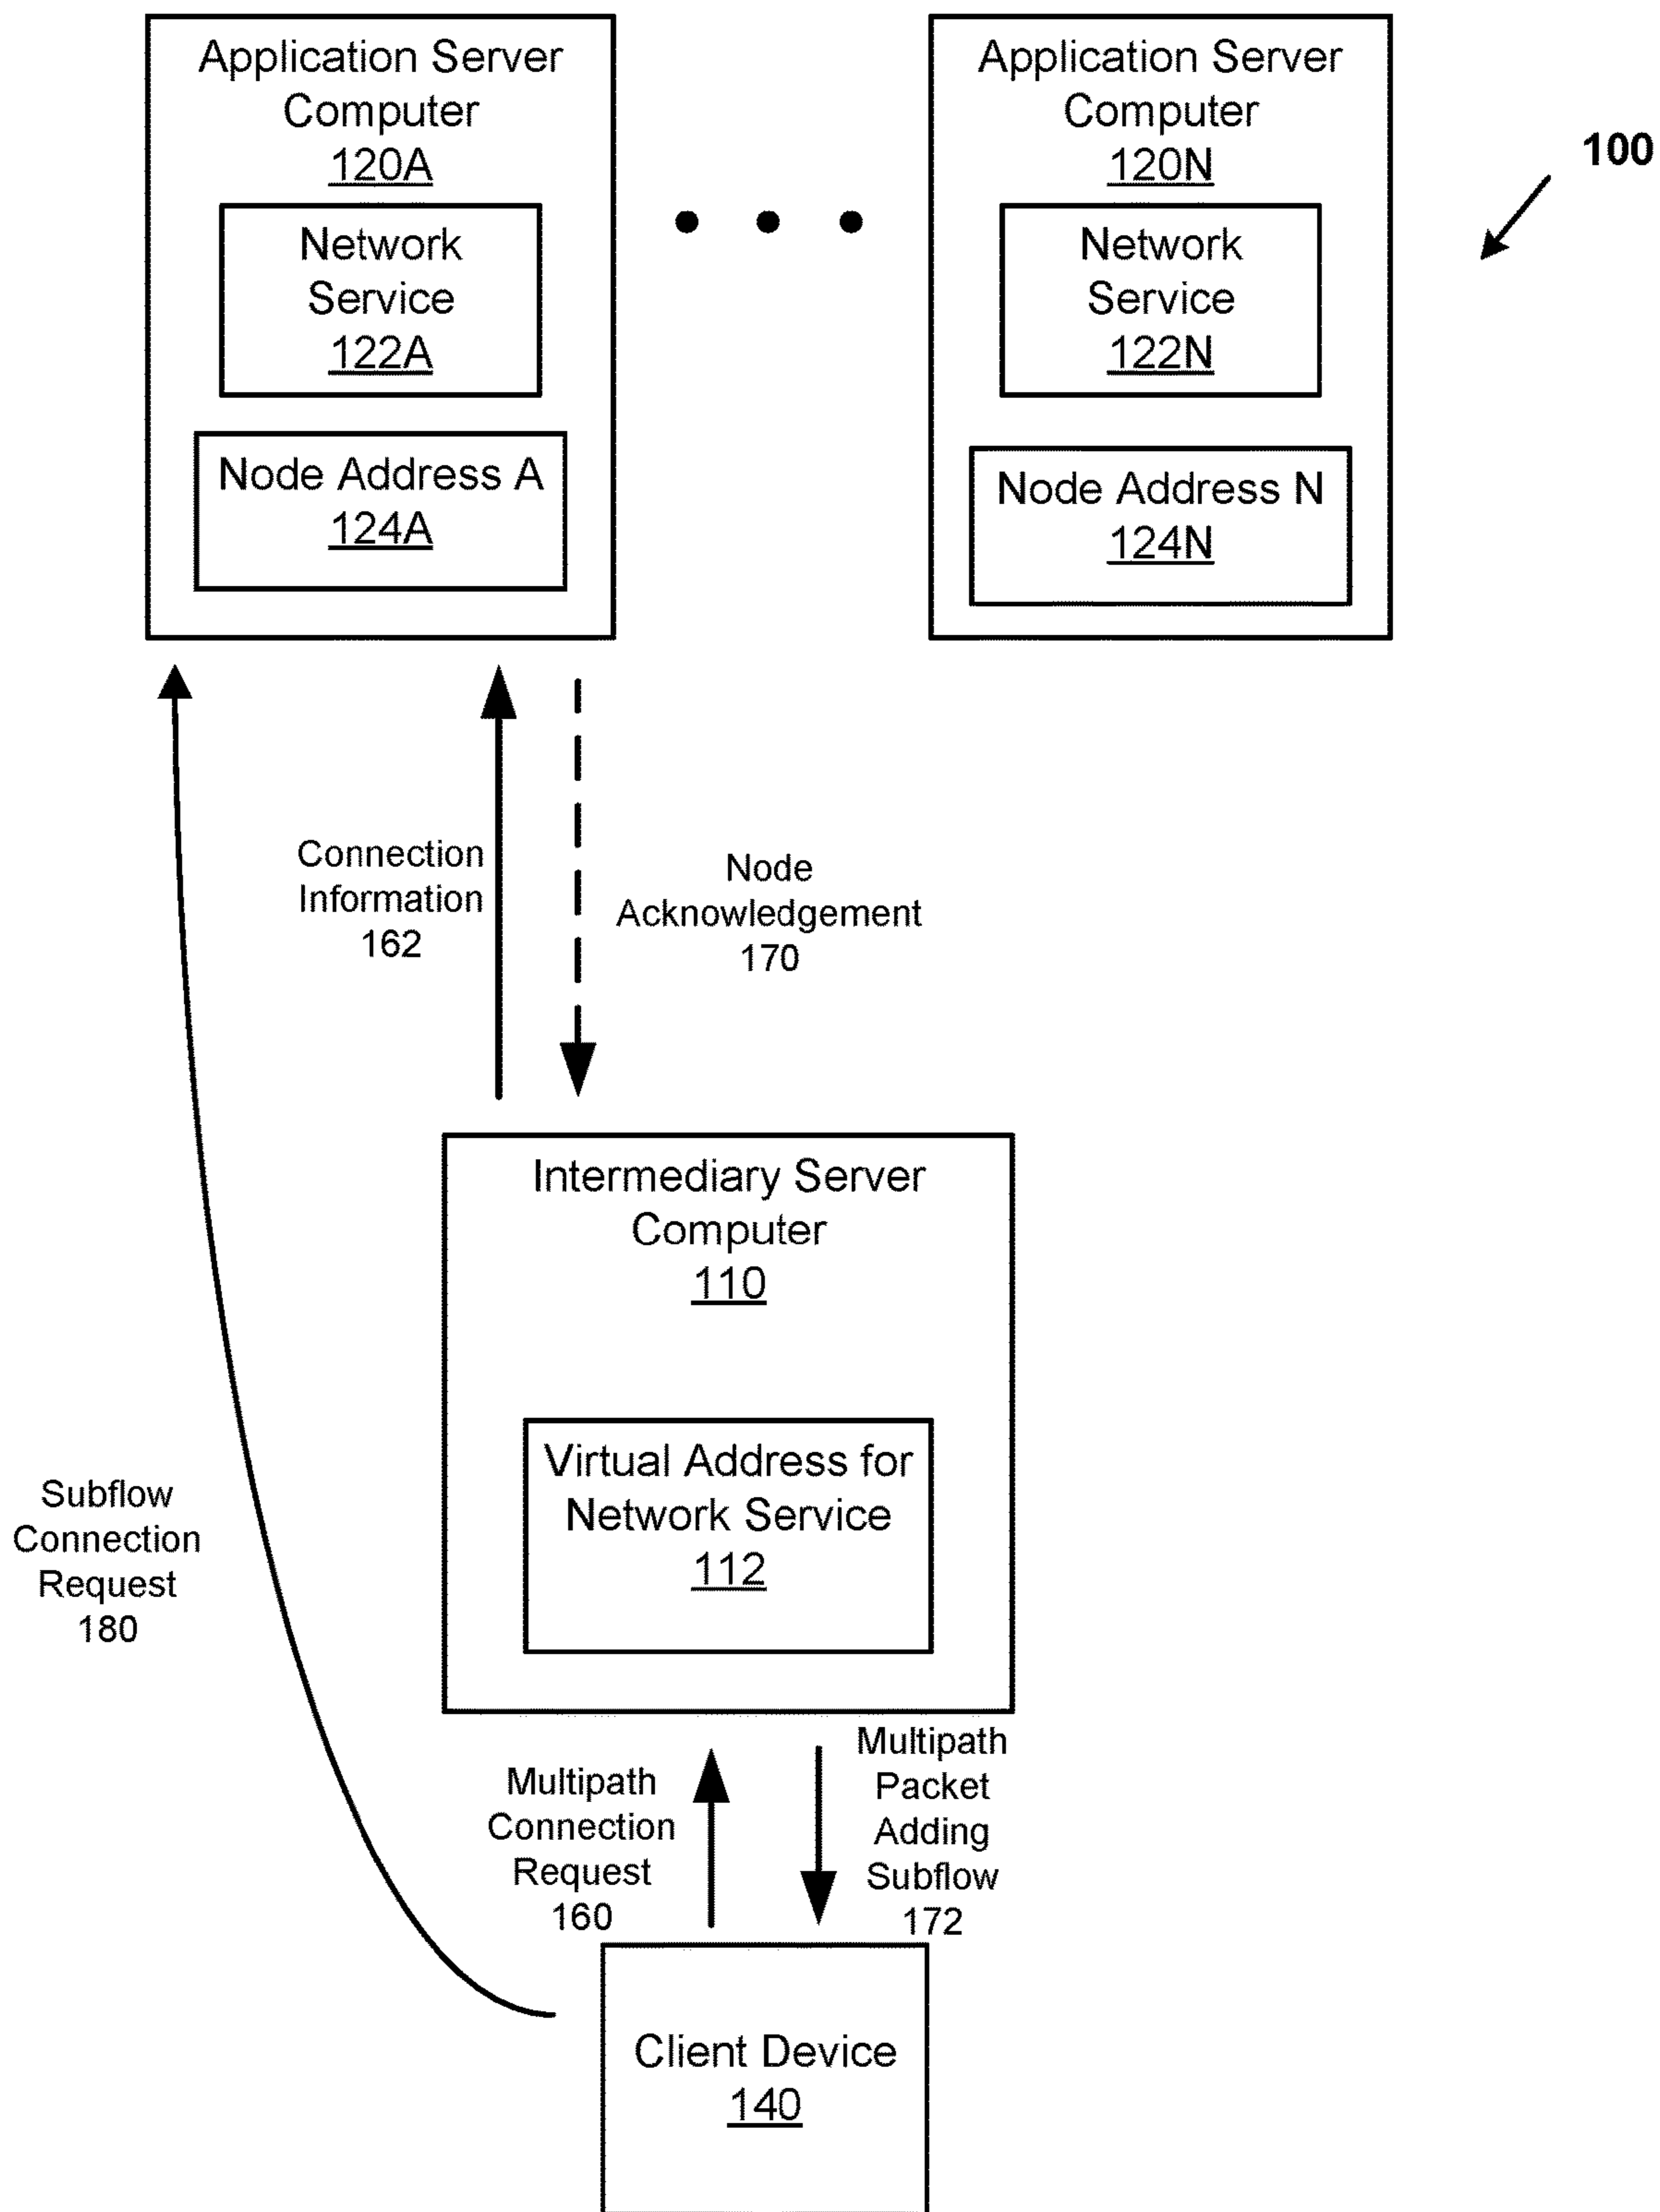 Application Server
Computer
120A
Network
Service
122A
Node Address A
124A
Application Server
Computer
120N
Network
Service
122N
Node Address N
124N
100
Connection
Information
162
Node
Acknowledgement
170
Intermediary Server
Computer
110
Virtual Address for
Network Service
112
Subflow
Connection
Request
180
Multipath
Connection
Request
160
Multipath
Packet
Adding
Subflow
172
Client Device
140